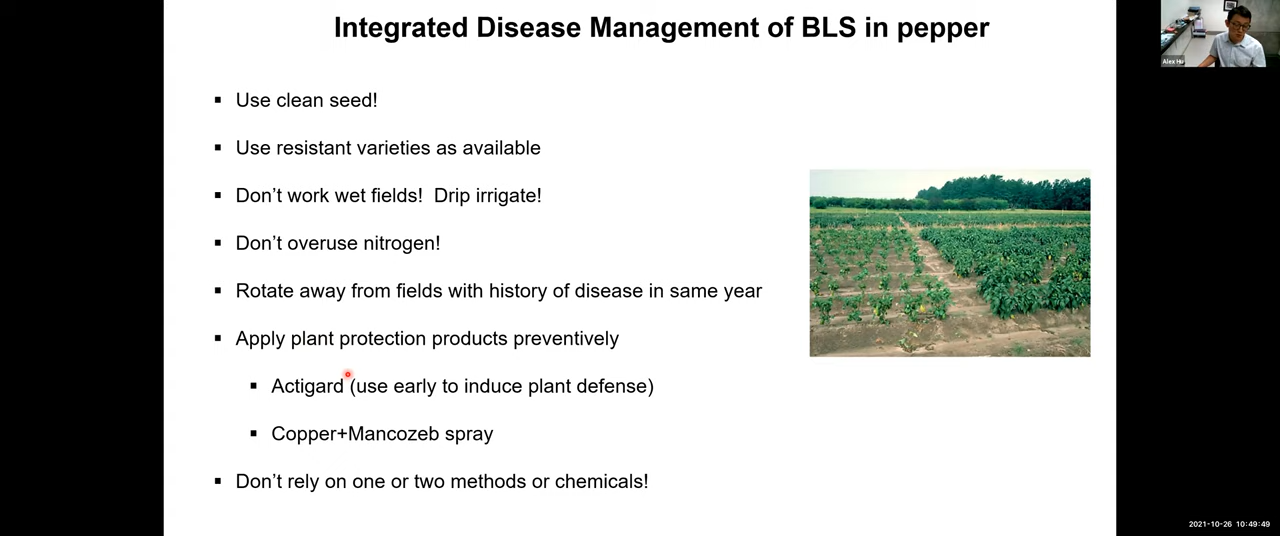 Integrated Disease Management of BLS in pepper
Use clean seed!
Use resistant varieties as available
Don't work wet fields!  Drip irrigate!
Don't overuse nitrogen!
Rotate away from fields with history of disease in same year
Apply plant protection products preventively
Actigard (use early to induce plant defense)
Copper+Mancozeb spray
Don't rely on one or two methods or chemicals!
Alex Hu
2021-10-26 10:49:49